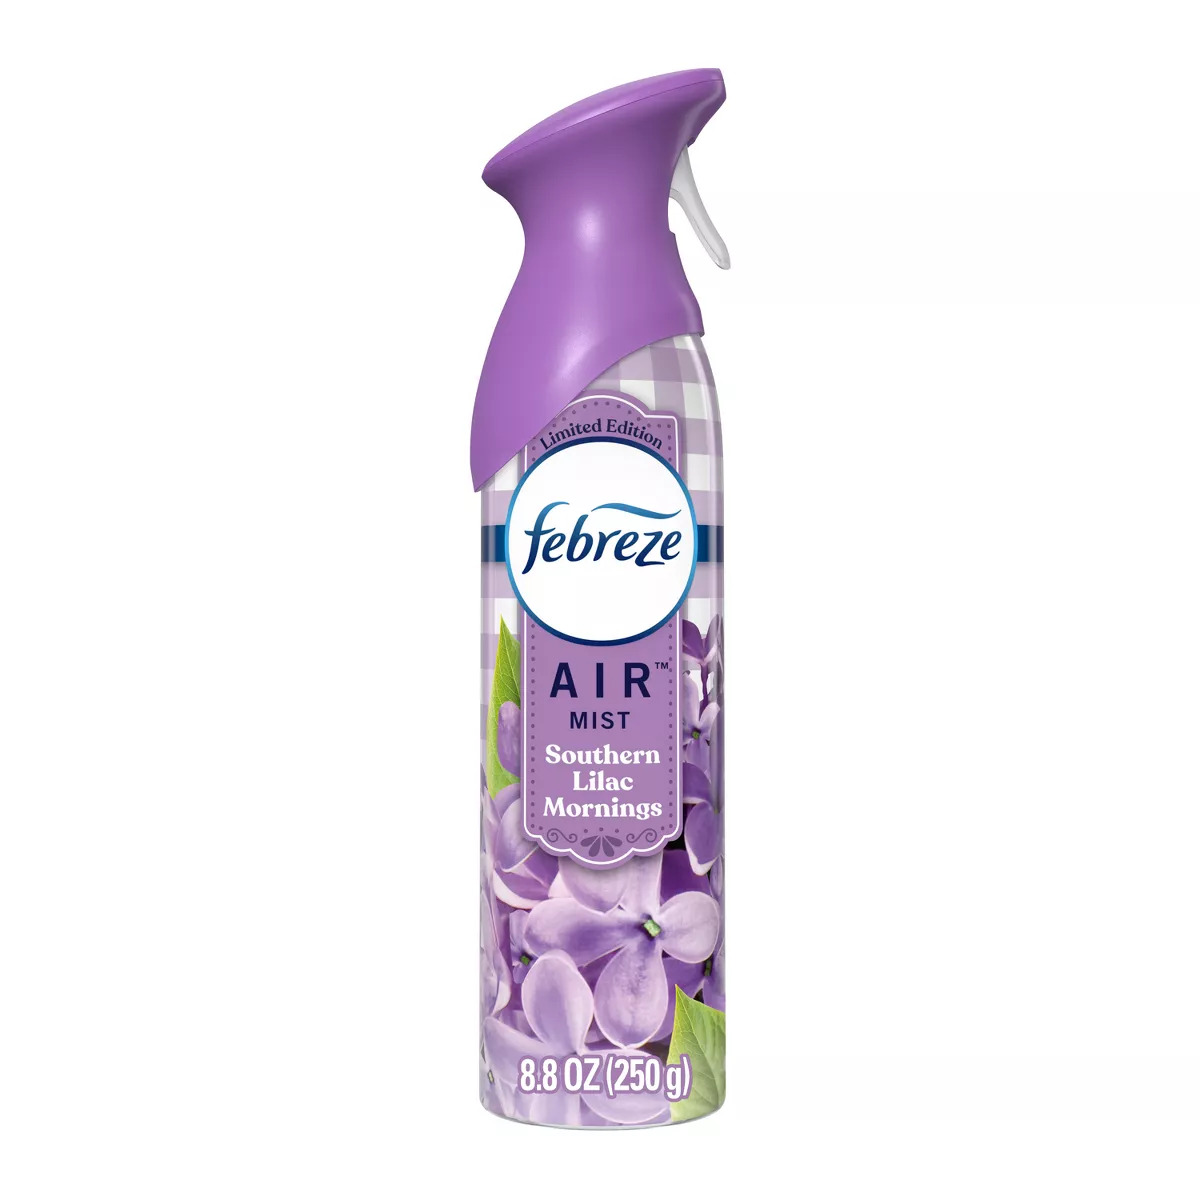 Limited Edition
febreze
AIR™
MIST
Southern
Lilac
Mornings
8.8 OZ (250 g)